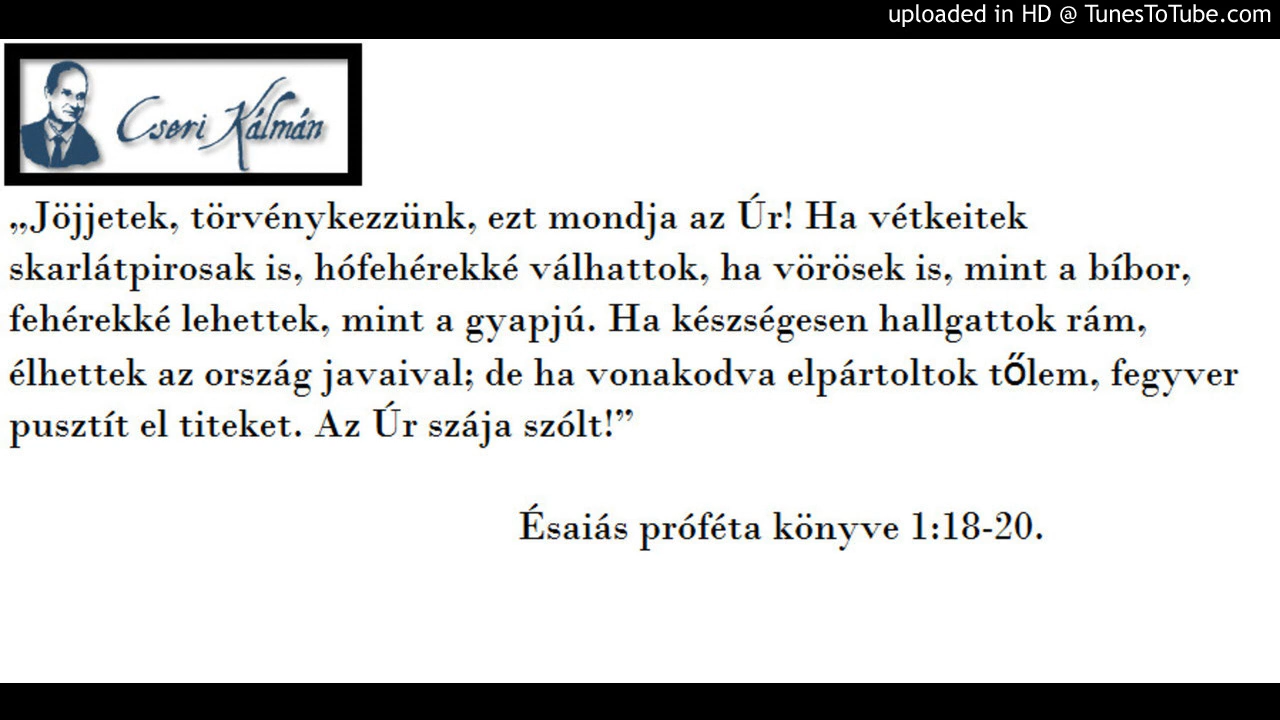 uploaded in HD @ TunesToTube.com
Cseri Kálmán
„Jöjjetek, törvénykezzünk, ezt mondja az Úr! Ha vétkeitek
skarlátpirosak is, hófehérekké válhattok, ha vörösek is, mint a bíbor,
fehérekké lehettek, mint a gyapjú. Ha készségesen hallgattok rám,
élhettek az ország javaival; de ha vonakodva elpártoltok tőlem, fegyver
pusztít el titeket. Az Úr szája szólt!”
Ésaiás próféta könyve 1:18-20.